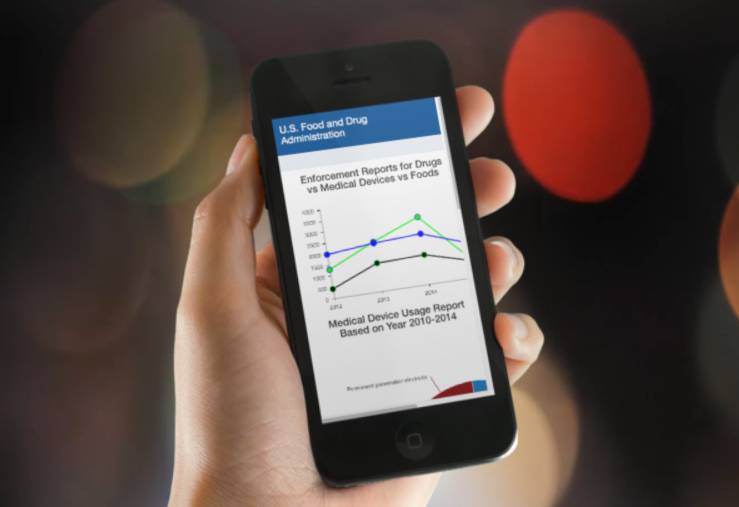 U.S. Food and Drug
Administration
Enforcement Reports for Drugs
vs Medical Devices vs Foods
4000
3500
3000
2500
2000
1500
1000
500
0
2012
2013
2014
Medical Device Usage Report
Based on Year 2010-2014
Permanent pacemaker electrode